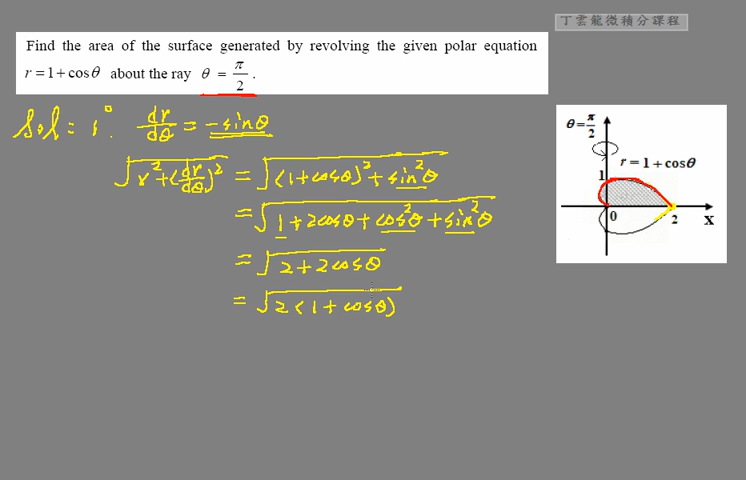 丁雲龍微積分課程
Find the area of the surface generated by revolving the given polar equation
r = 1 + cosθ about the ray θ = π/2 .
Sol: 1° dr/dθ = -sinθ
√(r² + (dr/dθ)²) = √((1+cosθ)² + sin²θ)
= √(1 + 2cosθ + cos²θ + sin²θ)
= √(2 + 2cosθ)
= √(2(1 + cosθ))
θ = π/2
r = 1 + cosθ
1
0
2
X